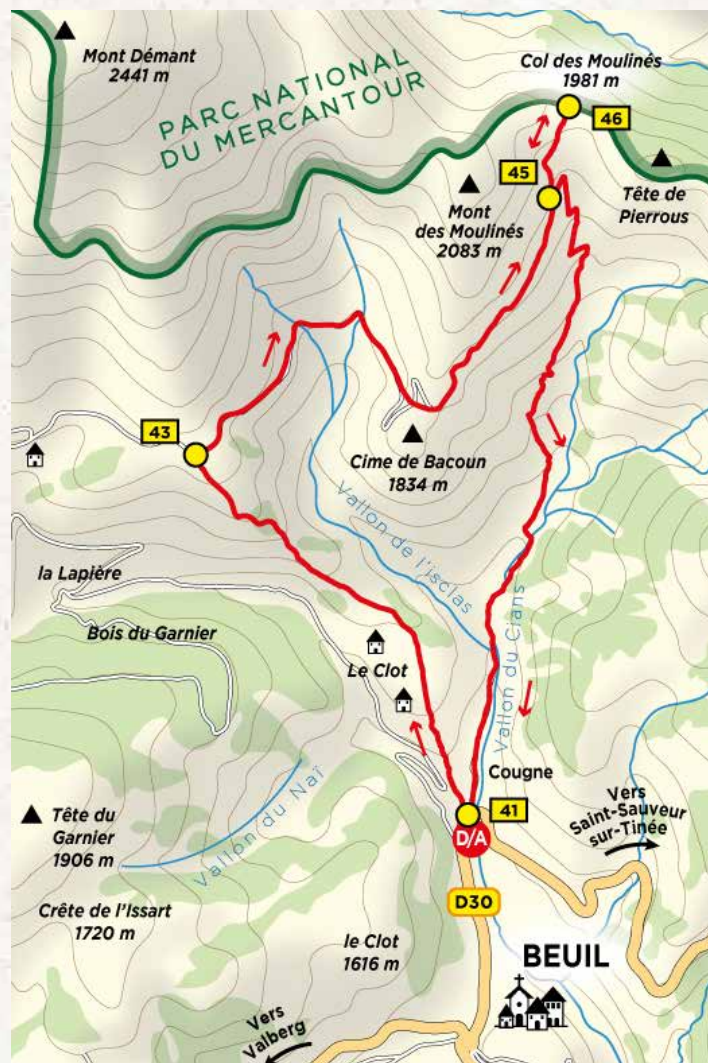 Mont Démant
2441 m
PARC NATIONAL
DU MERCANTOUR
Col des Moulinés
1981 m
46
45
Mont
des Moulinés
2083 m
Tête de
Pierrous
43
Cime de Bacoun
1834 m
Vallon de l'isclas
la Lapière
Bois du Garnier
Le Clot
Vallon du Cians
Vallon du Naï
Cougne
41
D/A
Vers
Saint-Sauveur
sur-Tinée
Tête du
Garnier
1906 m
Crête de l'Issart
1720 m
D30
le Clot
1616 m
BEUIL
Vers
Valberg